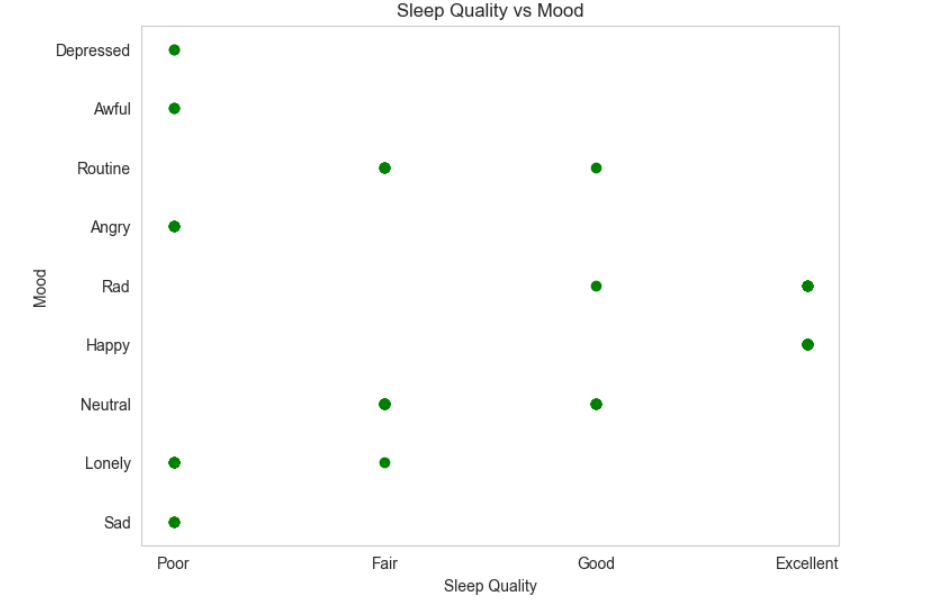 Sleep Quality vs Mood
Depressed
Awful
Routine
Angry
Rad
Happy
Neutral
Lonely
Sad
Mood
Poor Fair Good Excellent
Sleep Quality